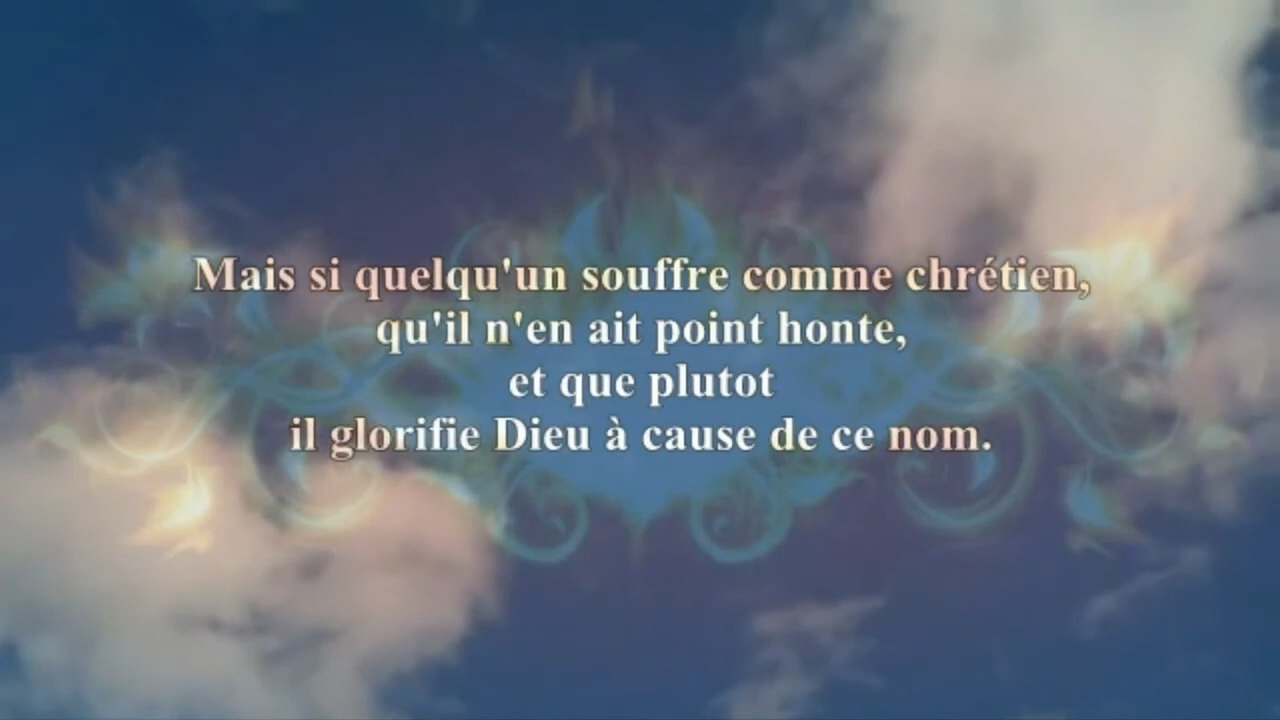 Mais si quelqu'un souffre comme chrétien,
qu'il n'en ait point honte,
et que plutot
il glorifie Dieu à cause de ce nom.